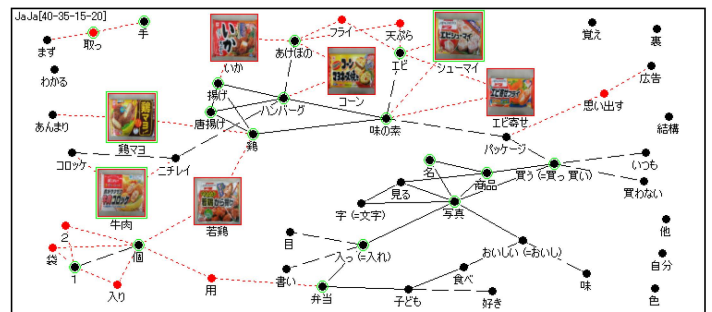 JaJa[40-35-15-20]
手
取っ
まず
わかる
いか
あけぼの
フライ
天ぷら
エビ
シューマイ
覚え
裏
広告
揚げ
ハンバーグ
コーン
エビ寄せ
思い出す
あんまり
唐揚げ
味の素
鶏マヨ
鶏
パッケージ
結構
コロッケ
ニチレイ
名
商品
買う (=買っ 買い)
いつも
買わない
見る
牛肉
若鶏
字 (=文字)
写真
他
2
袋
1
個
目
入っ (=入れ)
おいしい (=おいし)
自分
書い
食べ
味
入り
用
弁当
子ども
好き
色